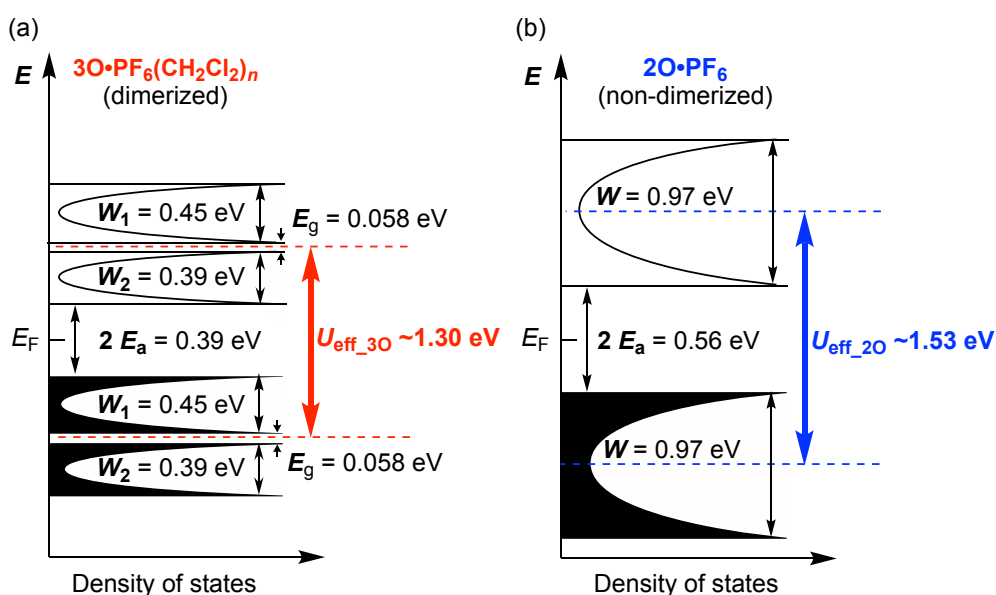 (a)
E
3O•PF6(CH2Cl2)n
(dimerized)
W1 = 0.45 eV
Eg = 0.058 eV
W2 = 0.39 eV
EF
2 Ea = 0.39 eV
Ueff_3O ~1.30 eV
W1 = 0.45 eV
W2 = 0.39 eV
Eg = 0.058 eV
Density of states
(b)
E
2O•PF6
(non-dimerized)
W = 0.97 eV
EF
2 Ea = 0.56 eV
Ueff_2O ~1.53 eV
W = 0.97 eV
Density of states